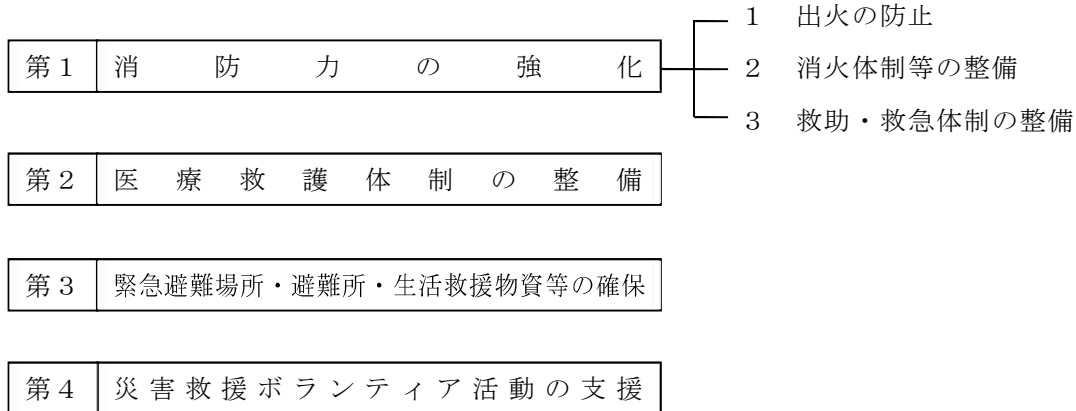 第１ 消防力の強化
１ 出火の防止
２ 消火体制等の整備
３ 救助・救急体制の整備
第２ 医療救護体制の整備
第３ 緊急避難場所・避難所・生活救援物資等の確保
第４ 災害救援ボランティア活動の支援